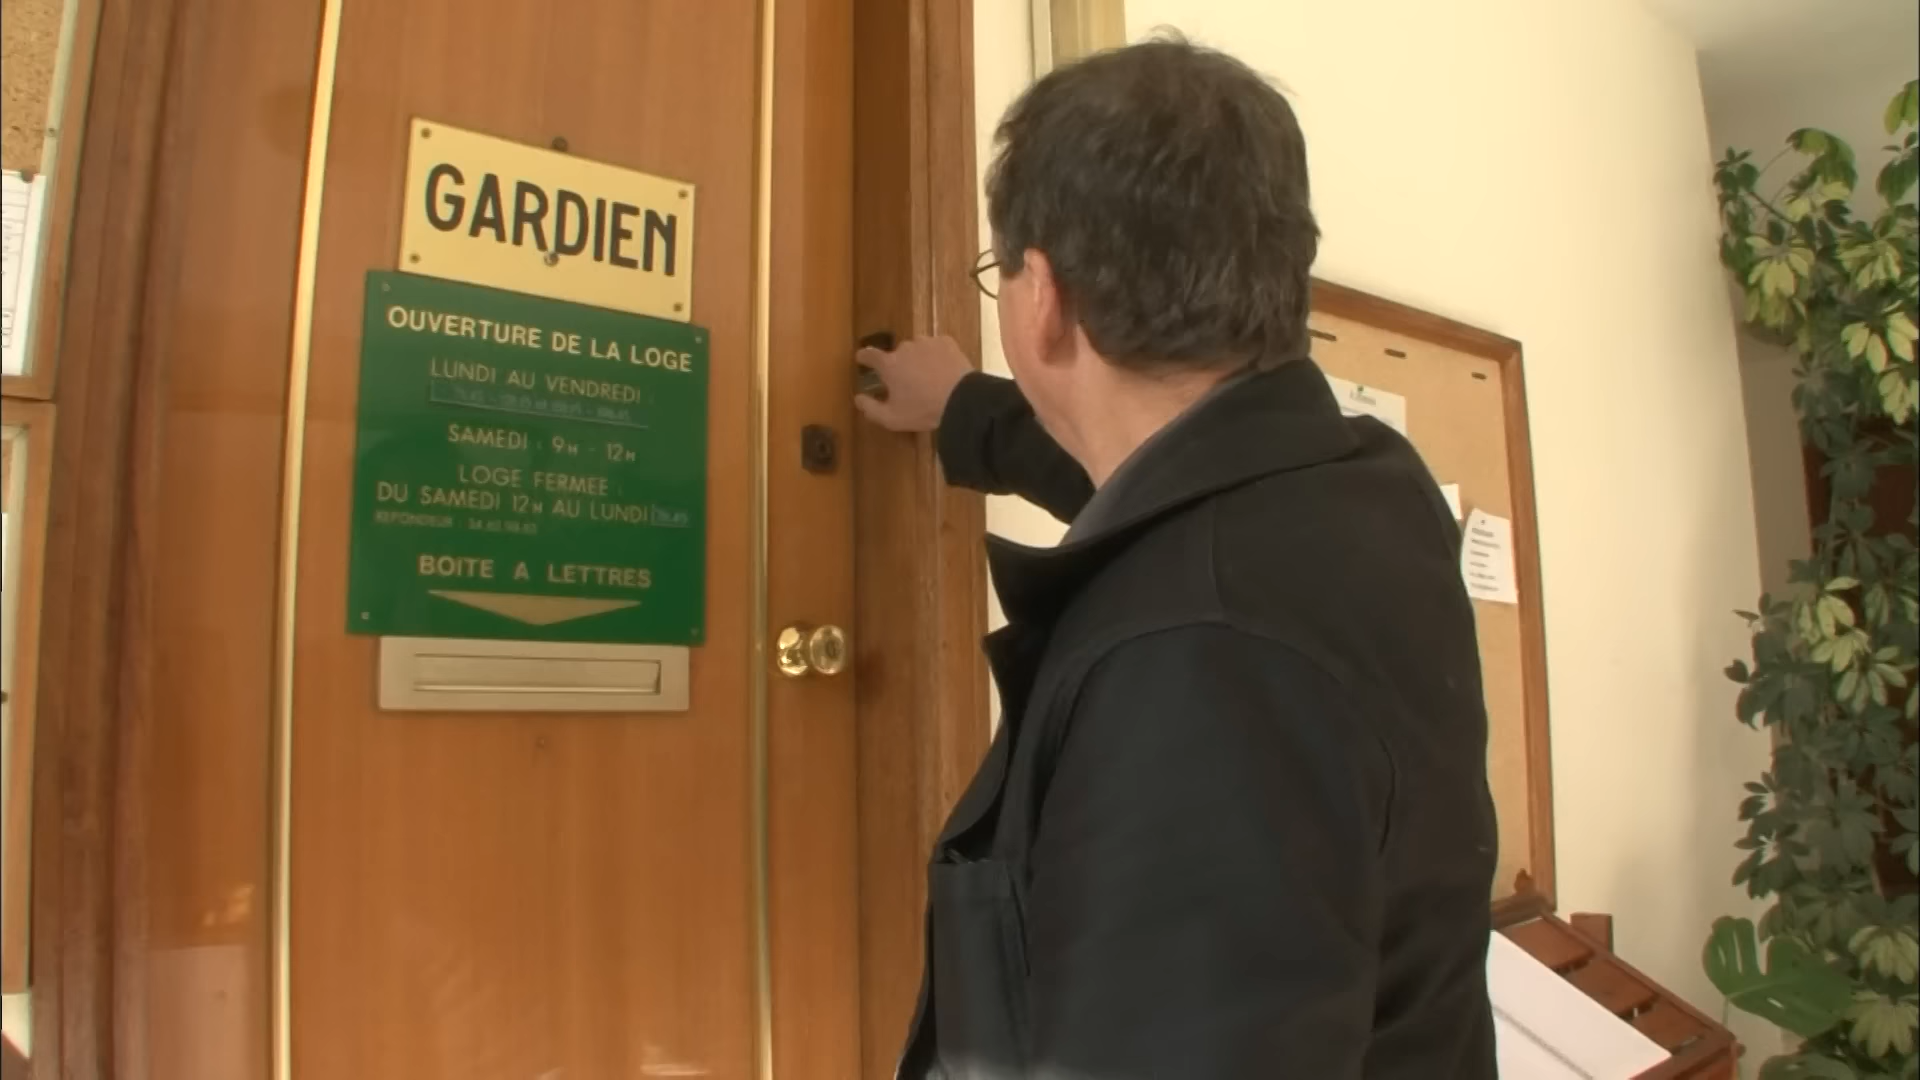 GARDIEN
OUVERTURE DE LA LOGE
LUNDI AU VENDREDI :
SAMEDI : 9H - 12H
LOGE FERMEE :
DU SAMEDI 12H AU LUNDI
REPONDEUR
BOITE A LETTRES